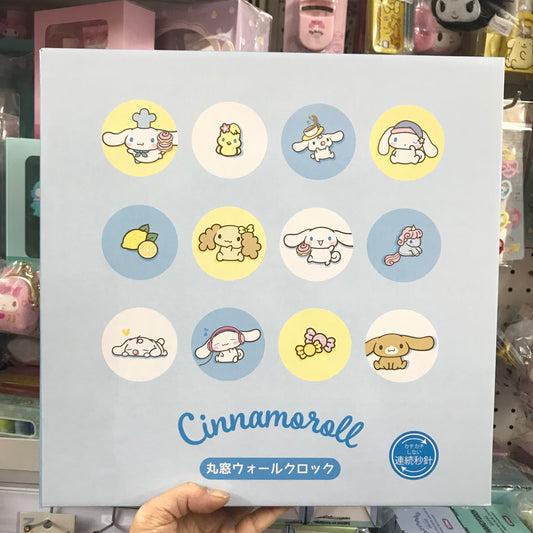 Cinnamoroll
丸窓ウォールクロック
カチカチ
しない
連続秒針